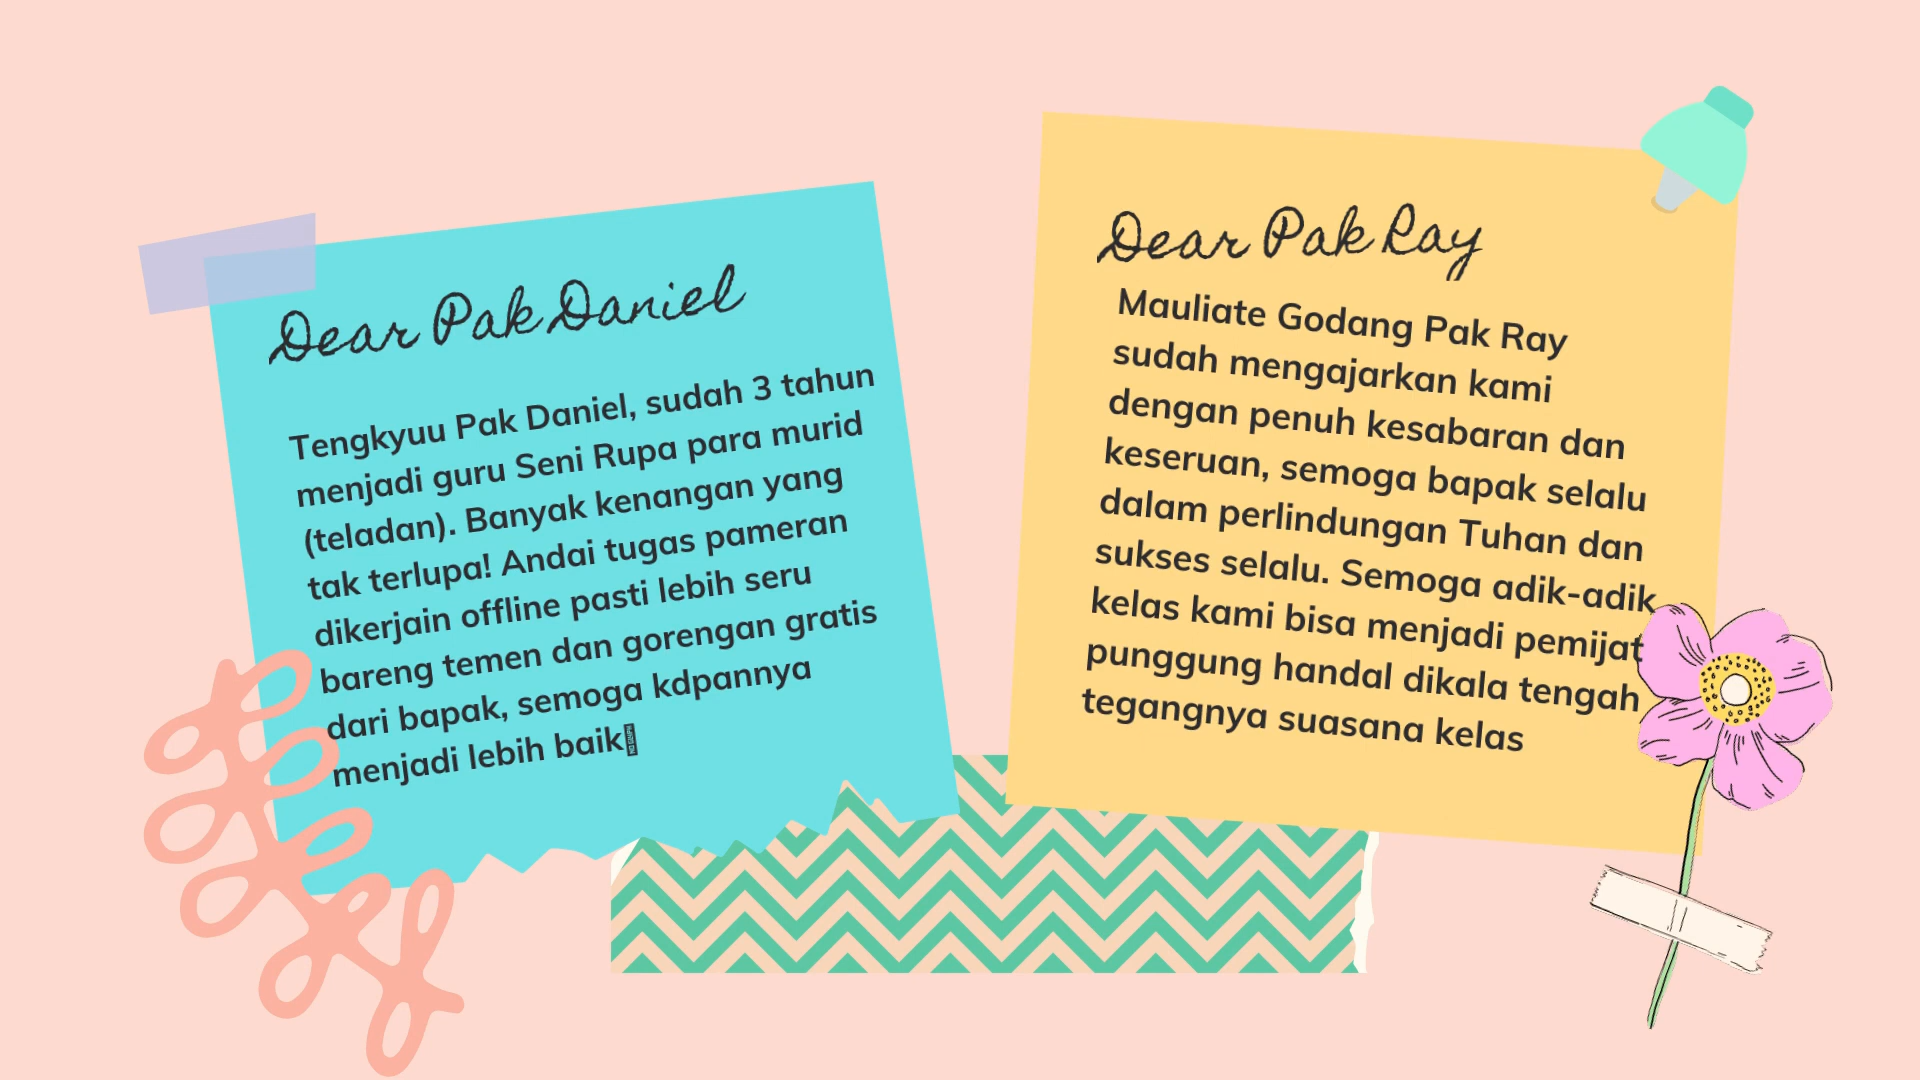 Dear Pak Daniel
Tengkyuu Pak Daniel, sudah 3 tahun
menjadi guru Seni Rupa para murid
(teladan). Banyak kenangan yang
tak terlupa! Andai tugas pameran
dikerjain offline pasti lebih seru
bareng temen dan gorengan gratis
dari bapak, semoga kdpannya
menjadi lebih baik
Dear Pak Ray
Mauliate Godang Pak Ray
sudah mengajarkan kami
dengan penuh kesabaran dan
keseruan, semoga bapak selalu
dalam perlindungan Tuhan dan
sukses selalu. Semoga adik-adik
kelas kami bisa menjadi pemijat
punggung handal dikala tengah
tegangnya suasana kelas